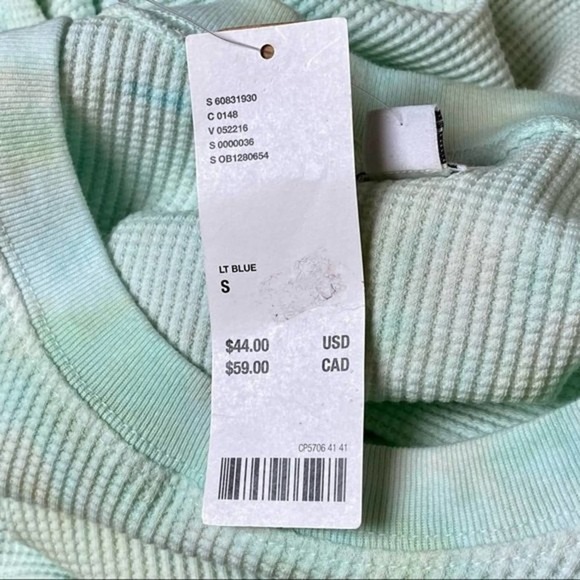 S 60831930
C 0148
V 052216
S 0000036
S OB1280654
LT BLUE
S
$44.00 USD
$59.00 CAD
CP5706 41 41